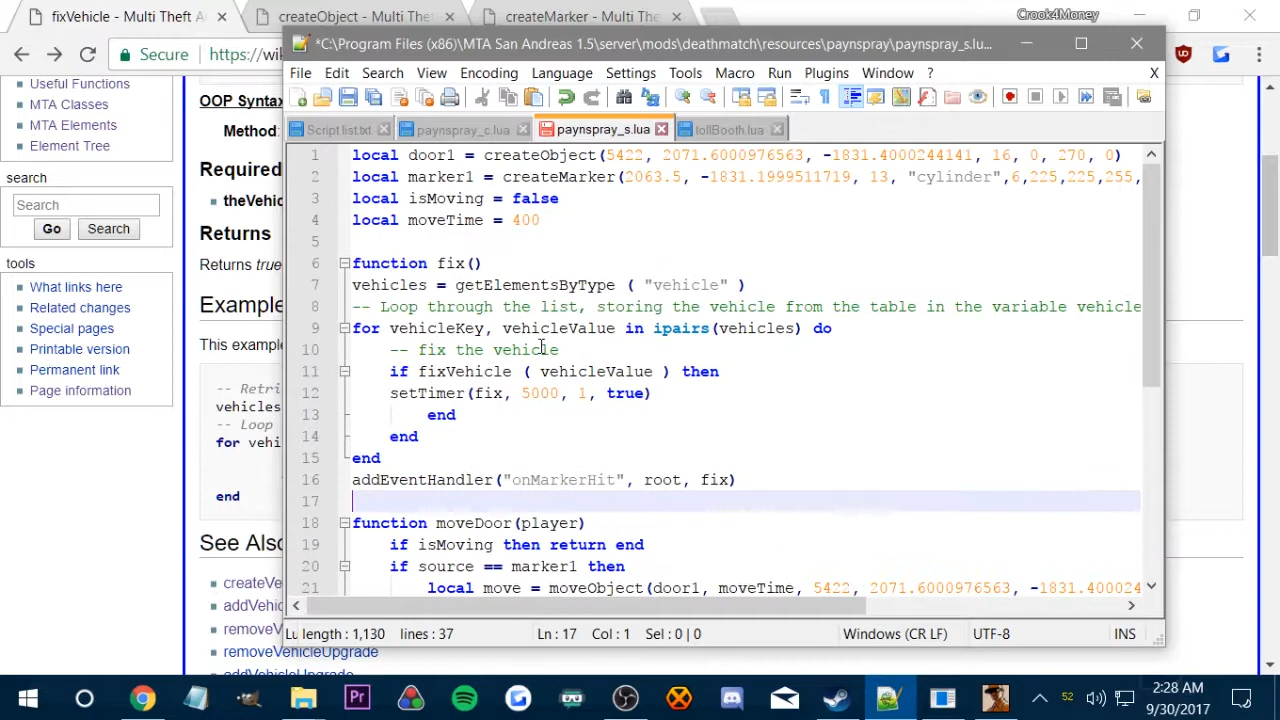 fixVehicle - Multi Theft A
createObject - Multi Thef
createMarker - Multi The
Crook4Money
Secure
https://wik
*C:\Program Files (x86)\MTA San Andreas 1.5\server\mods\deathmatch\resources\paynspray\paynspray_s.lu...
File Edit Search View Encoding Language Settings Tools Macro Run Plugins Window ? X
Script list.txt paynspray_c.lua paynspray_s.lua tollBooth.lua
Useful Functions
MTA Classes
MTA Elements
Element Tree
search
Search
Go Search
tools
What links here
Related changes
Special pages
Printable version
Permanent link
Page information
OOP Syntax
Method:
Required
theVehic
Returns
Returns true
Example
This example
-- Retri
vehicles
-- Loop
for vehi
end
See Also
createVe
addVehic
removeV
removeVehicleUpgrade
addVehicleUpgrade
1 local door1 = createObject(5422, 2071.6000976563, -1831.4000244141, 16, 0, 270, 0)
2 local marker1 = createMarker(2063.5, -1831.1999511719, 13, "cylinder",6,225,225,255,
3 local isMoving = false
4 local moveTime = 400
5
6 function fix()
7 vehicles = getElementsByType ( "vehicle" )
8 -- Loop through the list, storing the vehicle from the table in the variable vehicle
9 for vehicleKey, vehicleValue in ipairs(vehicles) do
10 -- fix the vehicle
11 if fixVehicle ( vehicleValue ) then
12 setTimer(fix, 5000, 1, true)
13 end
14 end
15 end
16 addEventHandler("onMarkerHit", root, fix)
17
18 function moveDoor(player)
19 if isMoving then return end
20 if source == marker1 then
21 local move = moveObject(door1, moveTime, 5422, 2071.6000976563, -1831.400024
Lu length : 1,130 lines : 37 Ln : 17 Col : 1 Sel : 0 | 0 Windows (CR LF) UTF-8 INS
52
2:28 AM
9/30/2017